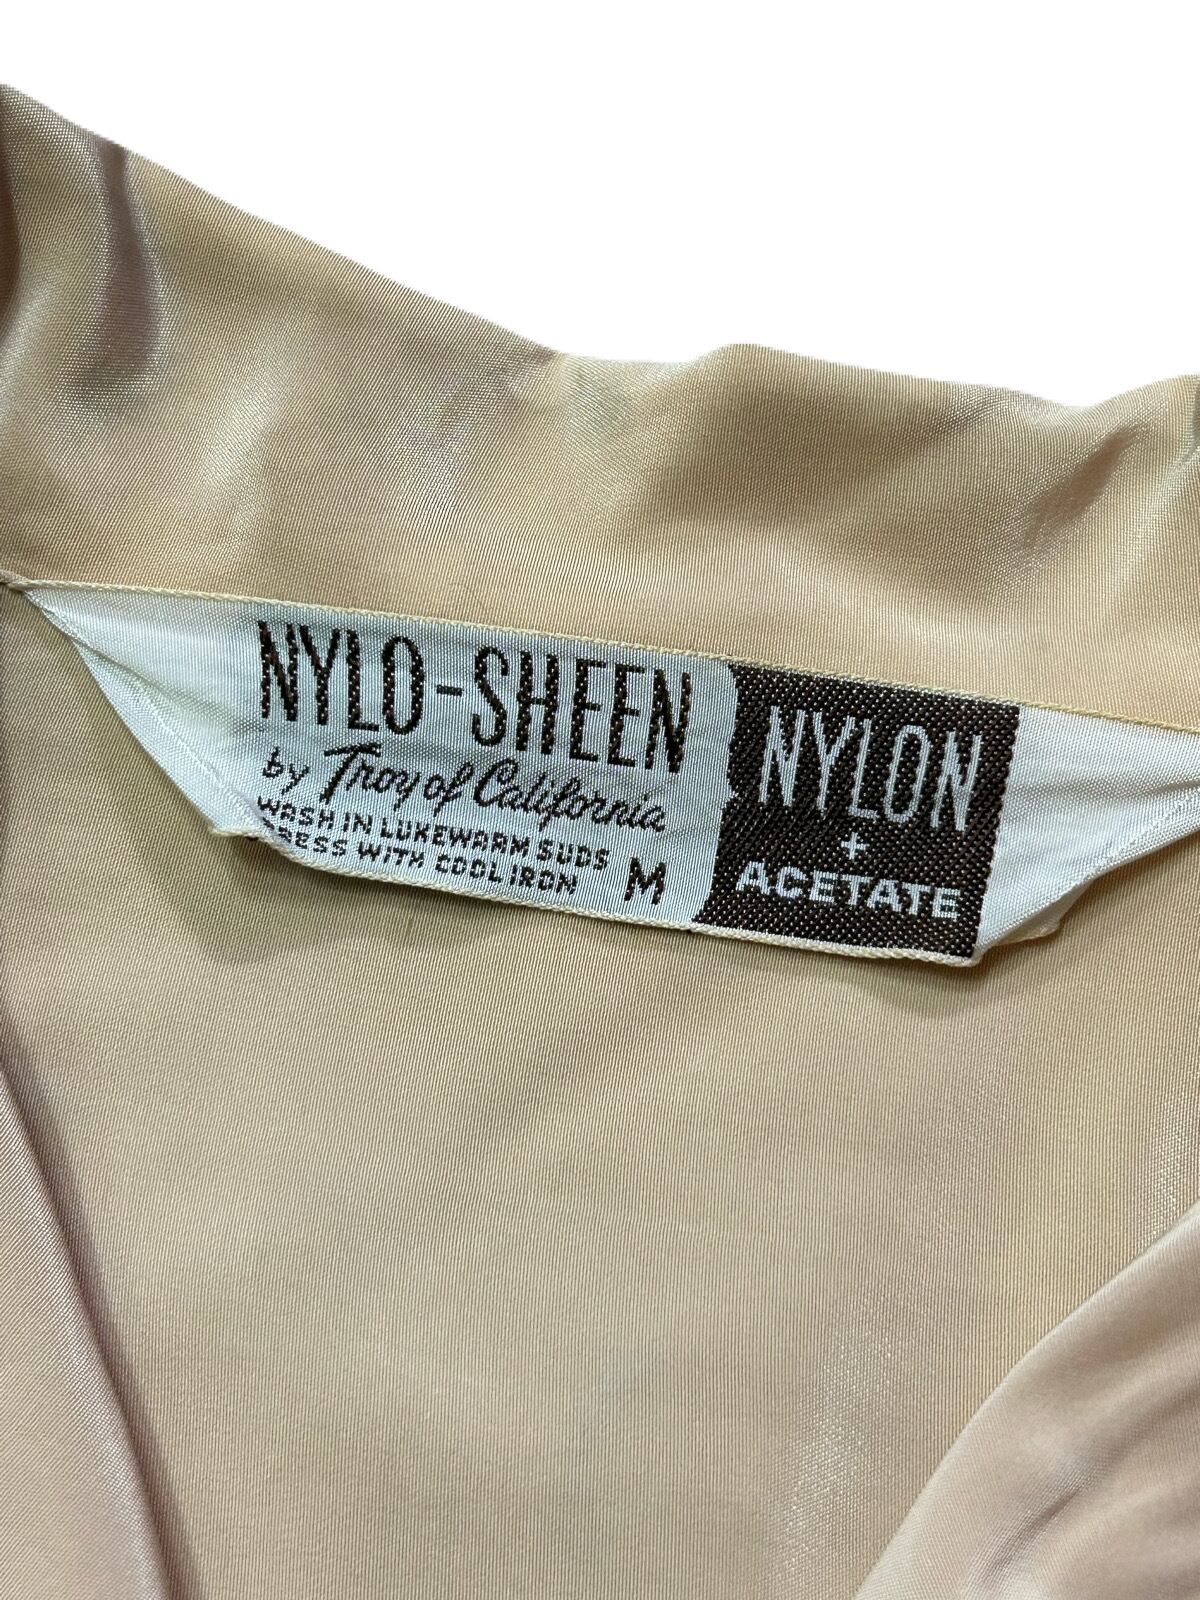 NYLO-SHEEN
by Troy of California
WASH IN LUKEWARM SUDS
PRESS WITH COOL IRON
M
NYLON
+
ACETATE